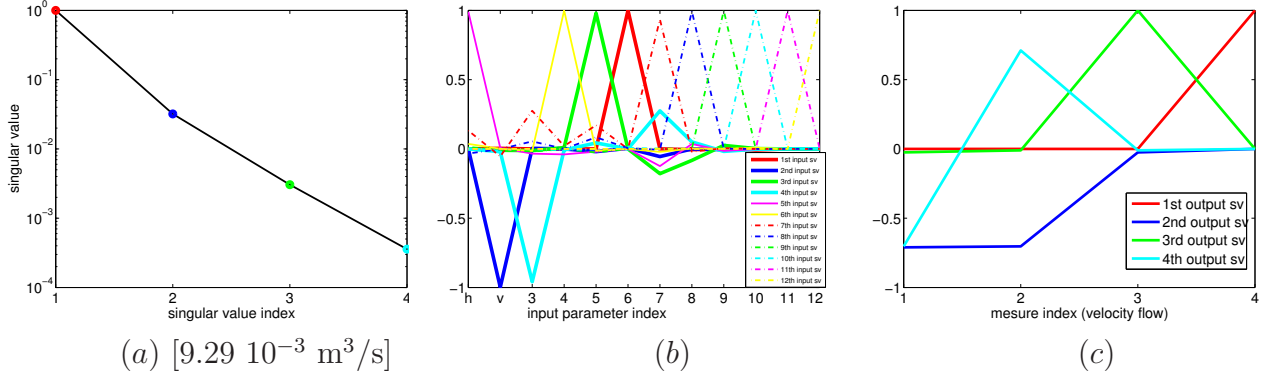 10^0
10^−1
10^−2
10^−3
10^−4
singular value
1 2 3 4
singular value index
(a) [9.29 10^−3 m^3/s]
1
0.5
0
−0.5
−1
h v 3 4 5 6 7 8 9 10 11 12
input parameter index
1st input sv
2nd input sv
3rd input sv
4th input sv
5th input sv
6th input sv
7th input sv
8th input sv
9th input sv
10th input sv
11th input sv
12th input sv
(b)
1
0.5
0
−0.5
−1
1 2 3 4
mesure index (velocity flow)
1st output sv
2nd output sv
3rd output sv
4th output sv
(c)